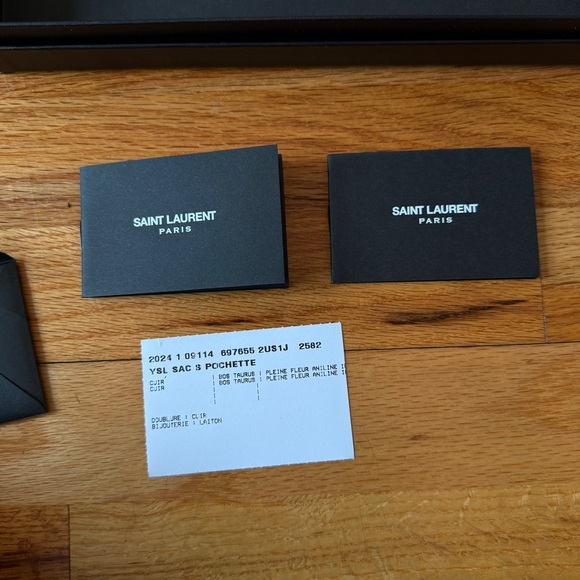 SAINT LAURENT
PARIS
SAINT LAURENT
PARIS
2024 1 09114 697655 2US1J 2582
YSL SAC S POCHETTE
CUIR | BOS TAURUS | PLEINE FLEUR ANILINE
CUIR | BOS TAURUS | PLEINE FLEUR ANILINE
DOUBLURE : CUIR
BIJOUTERIE : LAITON